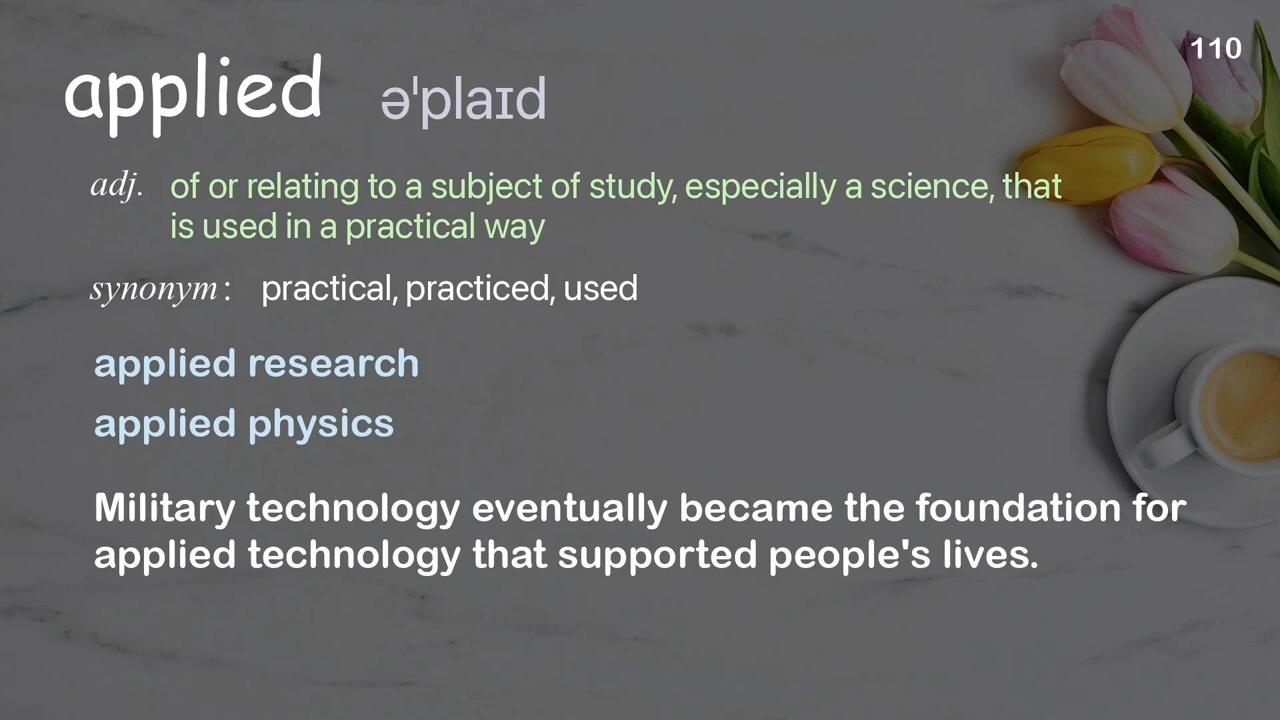 110
applied əˈplaɪd
adj. of or relating to a subject of study, especially a science, that
is used in a practical way
synonym: practical, practiced, used
applied research
applied physics
Military technology eventually became the foundation for
applied technology that supported people's lives.